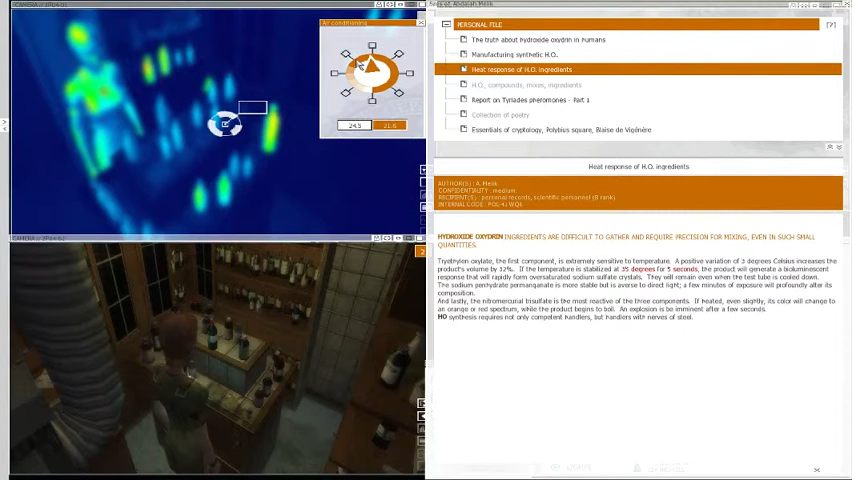 Air conditioning
24.5
21.6
PERSONAL FILE
[?]
The truth about hydroxide oxydrin in humans
Manufacturing synthetic H.O.
Heat response of H.O. ingredients
H.O., compounds, mixes, ingredients
Report on Tyriades pheromones - Part 1
Collection of poetry
Essentials of cryptology, Polybius square, Blaise de Vigénère
Heat response of H.O. ingredients
AUTHOR(S) : A. Melik
CONFIDENTIALITY : medium
RECIPIENT(S) : personal records, scientific personnel (B rank)
HYDROXIDE OXYDRIN INGREDIENTS ARE DIFFICULT TO GATHER AND REQUIRE PRECISION FOR MIXING, EVEN IN SUCH SMALL
QUANTITIES.
Tryethylen oxylate, the first component, is extremely sensitive to temperature. A positive variation of 3 degrees Celsius increases the
product's volume by 32%. If the temperature is stabilized at 35 degrees for 5 seconds, the product will generate a bioluminescent
response that will rapidly form oversaturated sodium sulfate crystals. They will remain even when the test tube is cooled down.
The sodium penhydrate permanganate is more stable but is averse to direct light; a few minutes of exposure will profoundly alter its
composition.
And lastly, the nitromercurial trisulfate is the most reactive of the three components. If heated, even slightly, its color will change to
an orange or red spectrum, while the product begins to boil. An explosion is imminent after a few seconds.
HO synthesis requires not only competent handlers, but handlers with nerves of steel.